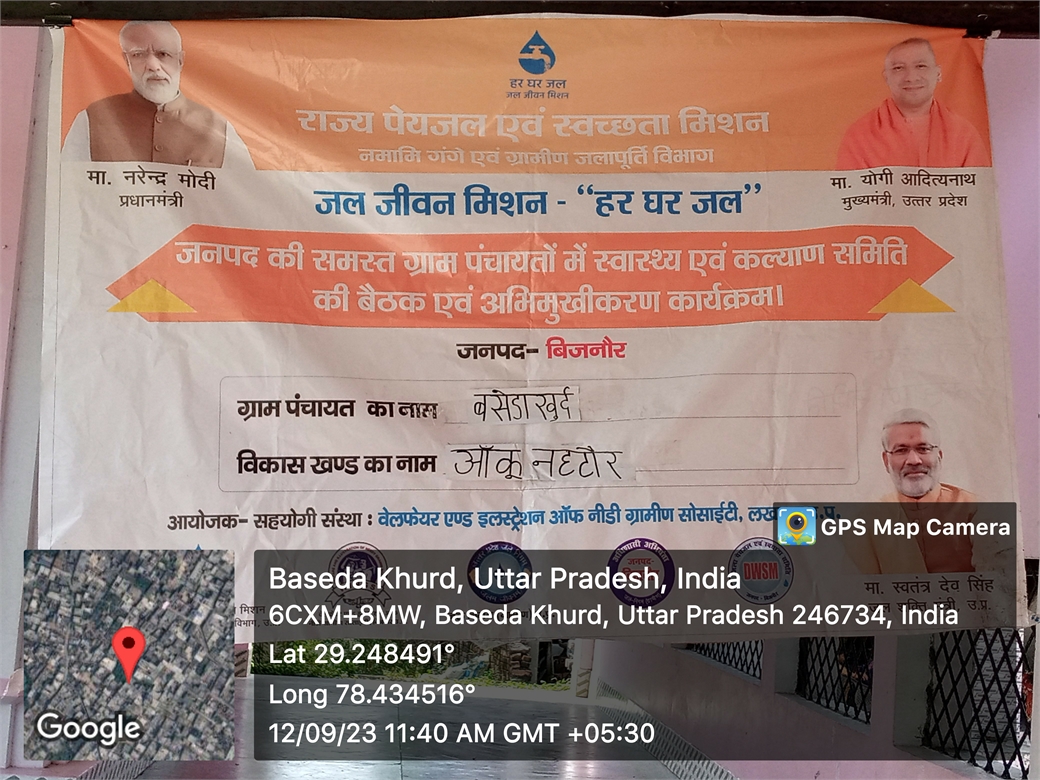 हर घर जल
जल जीवन मिशन
राज्य पेयजल एवं स्वच्छता मिशन
नमामि गंगे एवं ग्रामीण जलापूर्ति विभाग
मा. नरेन्द्र मोदी
प्रधानमंत्री
मा. योगी आदित्यनाथ
मुख्यमंत्री, उत्तर प्रदेश
जल जीवन मिशन - “हर घर जल”
जनपद की समस्त ग्राम पंचायतों में स्वास्थ्य एवं कल्याण समिति
की बैठक एवं अभिमुखीकरण कार्यक्रम।
जनपद– बिजनौर
ग्राम पंचायत का नाम बसेडा खुर्द
विकास खण्ड का नाम ऑंकू नहटौर
आयोजक– सहयोगी संस्था : वेलफेयर एण्ड इलस्ट्रेशन ऑफ नीडी ग्रामीण सोसाईटी,
GPS Map Camera
DWSM
मा. स्वतंत्र देव सिंह
Baseda Khurd, Uttar Pradesh, India
6CXM+8MW, Baseda Khurd, Uttar Pradesh 246734, India
Lat 29.248491°
Long 78.434516°
12/09/23 11:40 AM GMT +05:30
Google